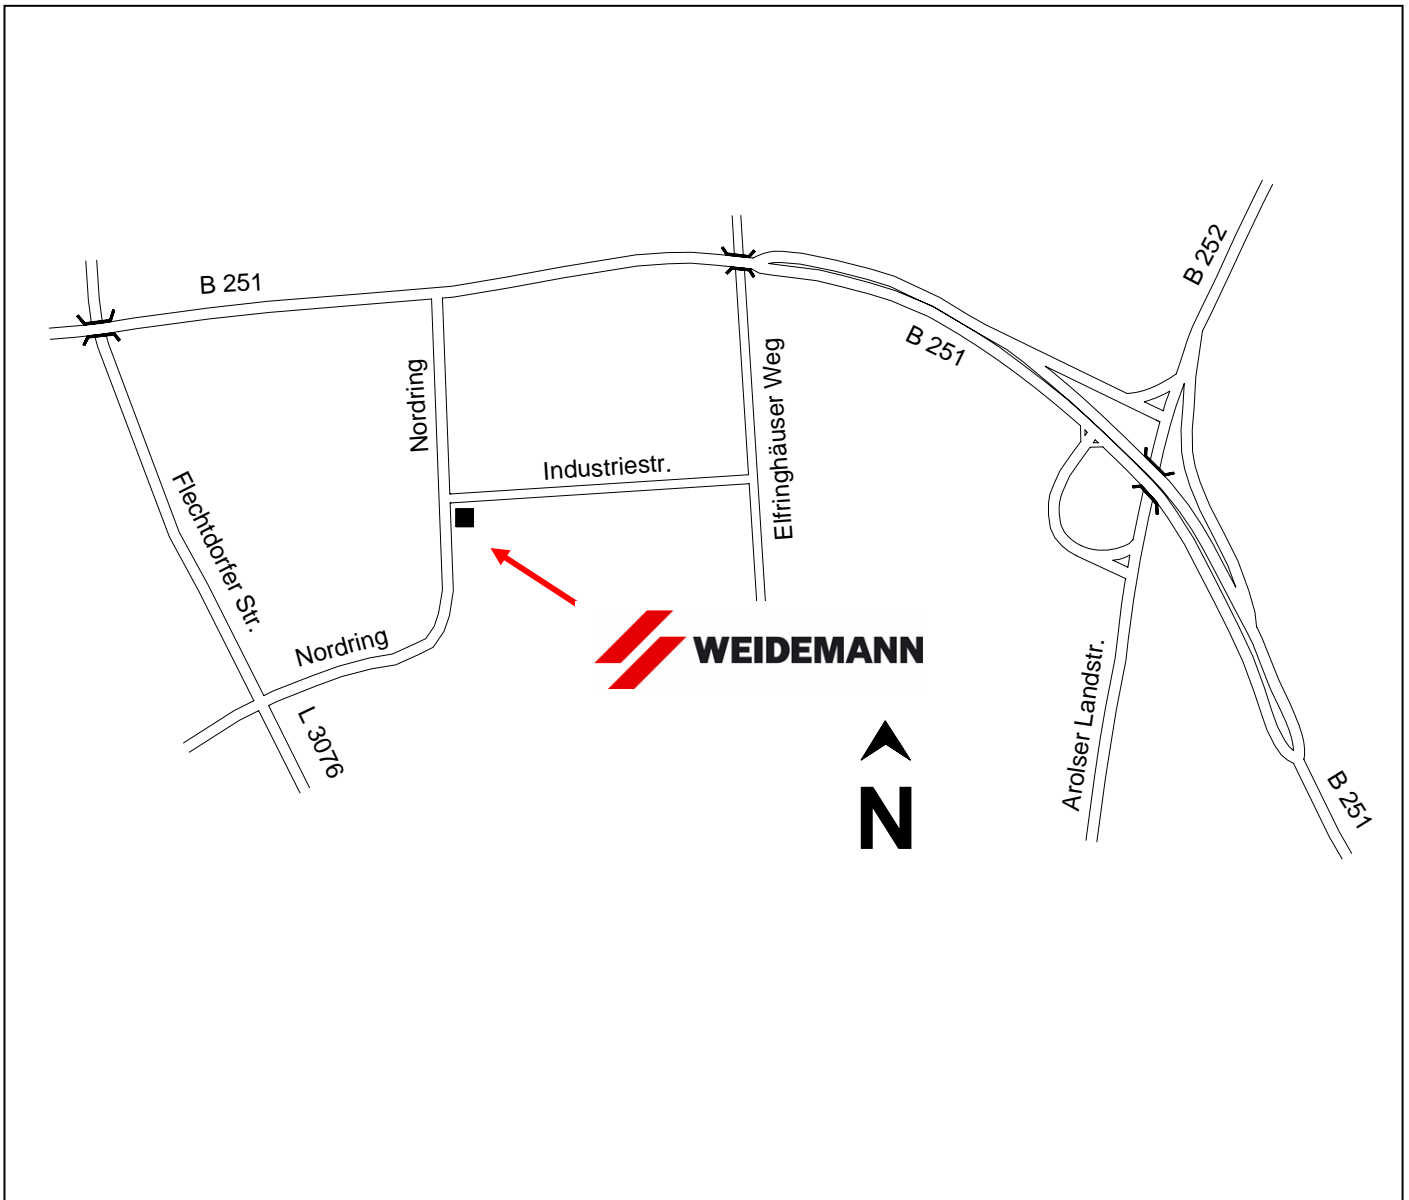 B 252
B 251
B 251
Nordring
Elfringhäuser Weg
Industriestr.
Flechtdorfer Str.
Nordring
WEIDEMANN
Arolser Landstr.
L 3076
B 251
N